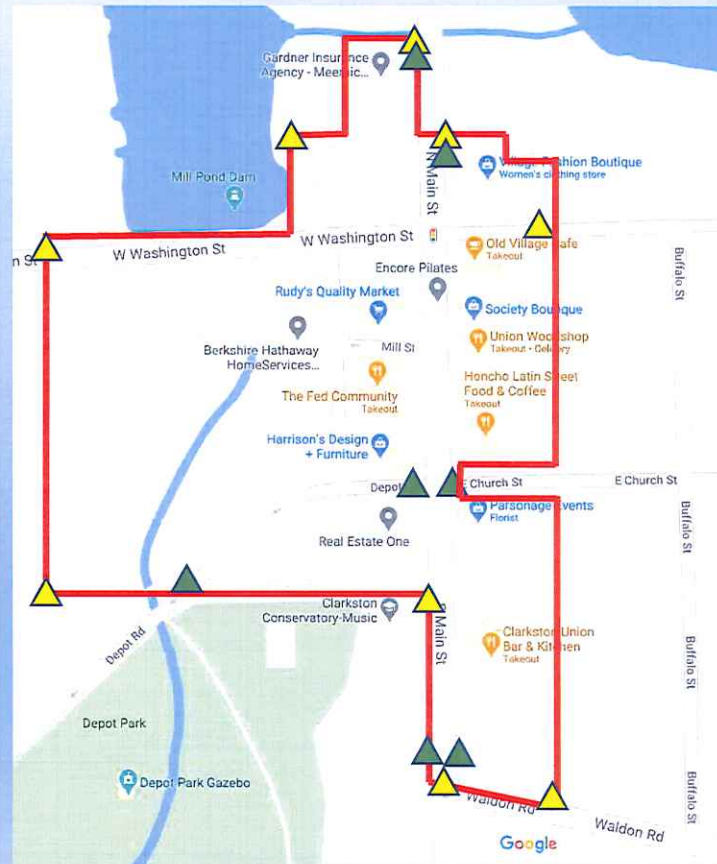 Gardner Insurance
Agency - Meemic...
Village Fashion Boutique
Women's clothing store
Mill Pond Dam
N Main St
W Washington St
W Washington St
n St
Old Village Cafe
Takeout
Buffalo St
Encore Pilates
Rudy's Quality Market
Society Boutique
Berkshire Hathaway
HomeServices...
Mill St
Union Woodshop
Takeout • Delivery
The Fed Community
Takeout
Honcho Latin Street
Food & Coffee
Takeout
Harrison's Design
+ Furniture
Depot
E Church St
E Church St
Parsonage Events
Florist
Buffalo St
Real Estate One
Clarkston
Conservatory-Music
S Main St
Clarkston Union
Bar & Kitchen
Takeout
Buffalo St
Depot Rd
Depot Park
Depot Park Gazebo
Buffalo St
Waldon Rd
Waldon Rd
Google